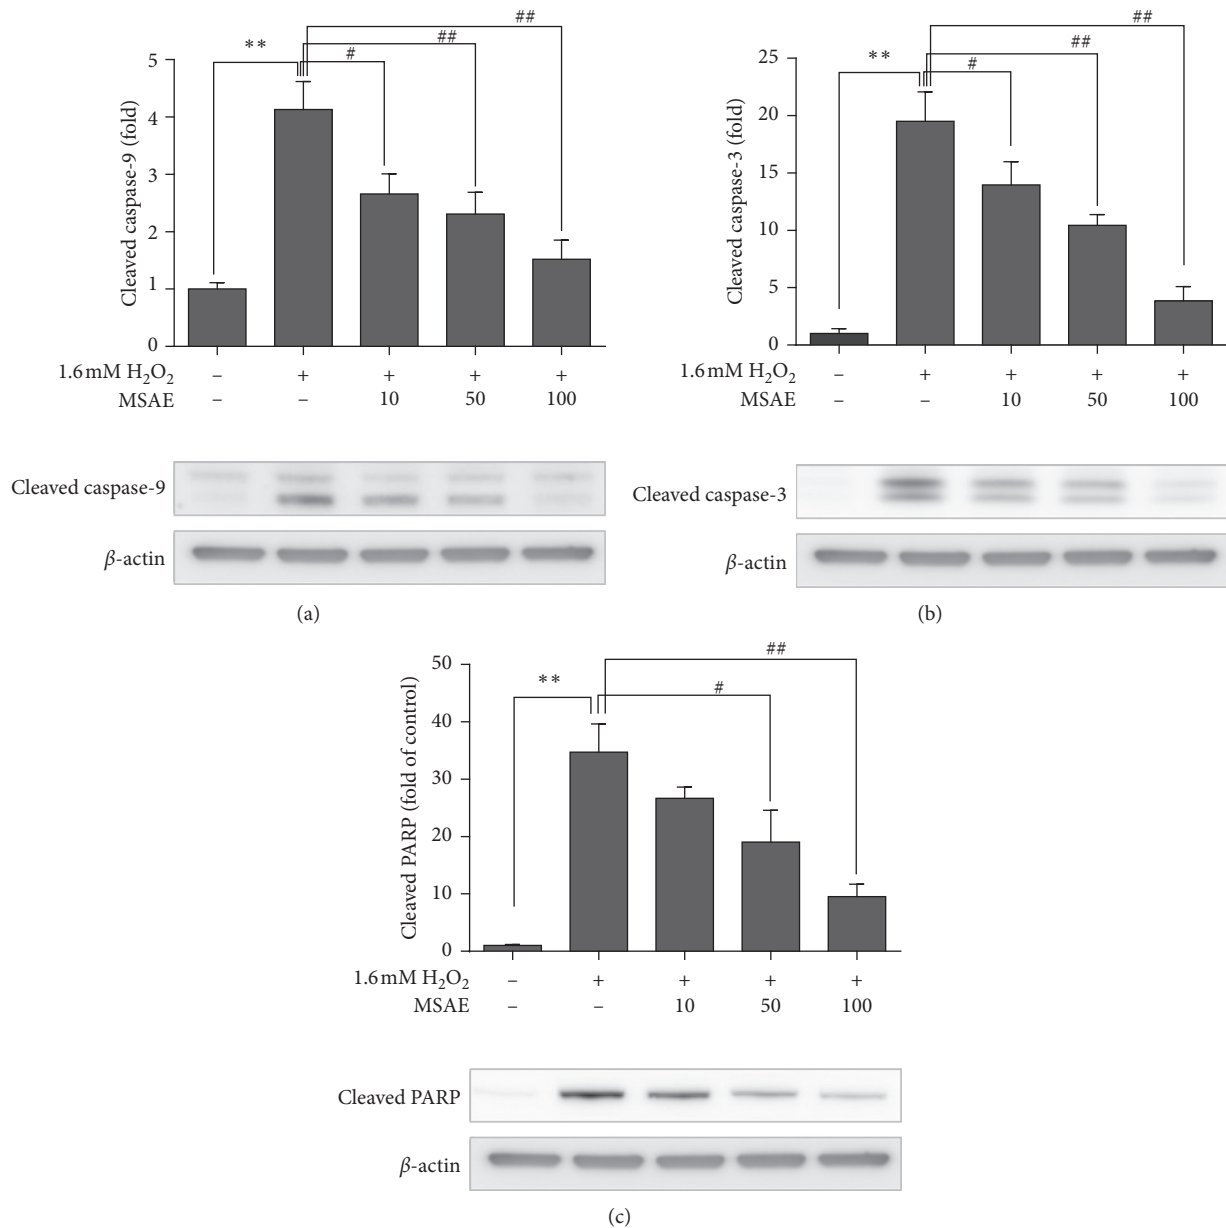 Cleaved caspase-9 (fold)
5
4
3
2
1
0
**
#
##
##
1.6 mM H₂O₂ – + + + +
MSAE – – 10 50 100
Cleaved caspase-9
β-actin
(a)
Cleaved caspase-3 (fold)
25
20
15
10
5
0
**
#
##
##
1.6 mM H₂O₂ – + + + +
MSAE – – 10 50 100
Cleaved caspase-3
β-actin
(b)
Cleaved PARP (fold of control)
50
40
30
20
10
0
**
#
##
1.6 mM H₂O₂ – + + + +
MSAE – – 10 50 100
Cleaved PARP
β-actin
(c)